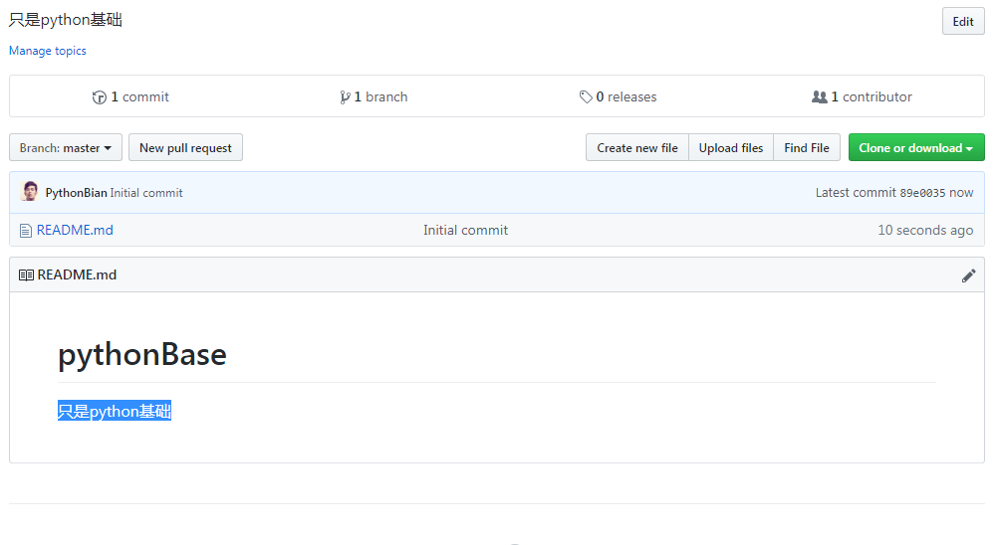 只是python基础
Edit
Manage topics
1 commit
1 branch
0 releases
1 contributor
Branch: master
New pull request
Create new file
Upload files
Find File
Clone or download
PythonBian Initial commit
Latest commit 89e0035 now
README.md
Initial commit
10 seconds ago
README.md
pythonBase
只是python基础